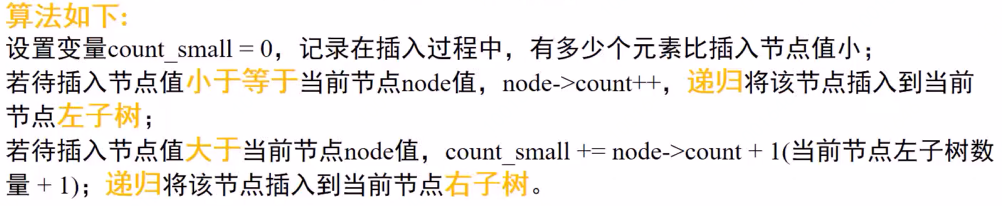 算法如下:
设置变量count_small = 0，记录在插入过程中，有多少个元素比插入节点值小；
若待插入节点值小于等于当前节点node值，node->count++，递归将该节点插入到当前
节点左子树；
若待插入节点值大于当前节点node值，count_small += node->count + 1(当前节点左子树数
量 + 1)；递归将该节点插入到当前节点右子树。